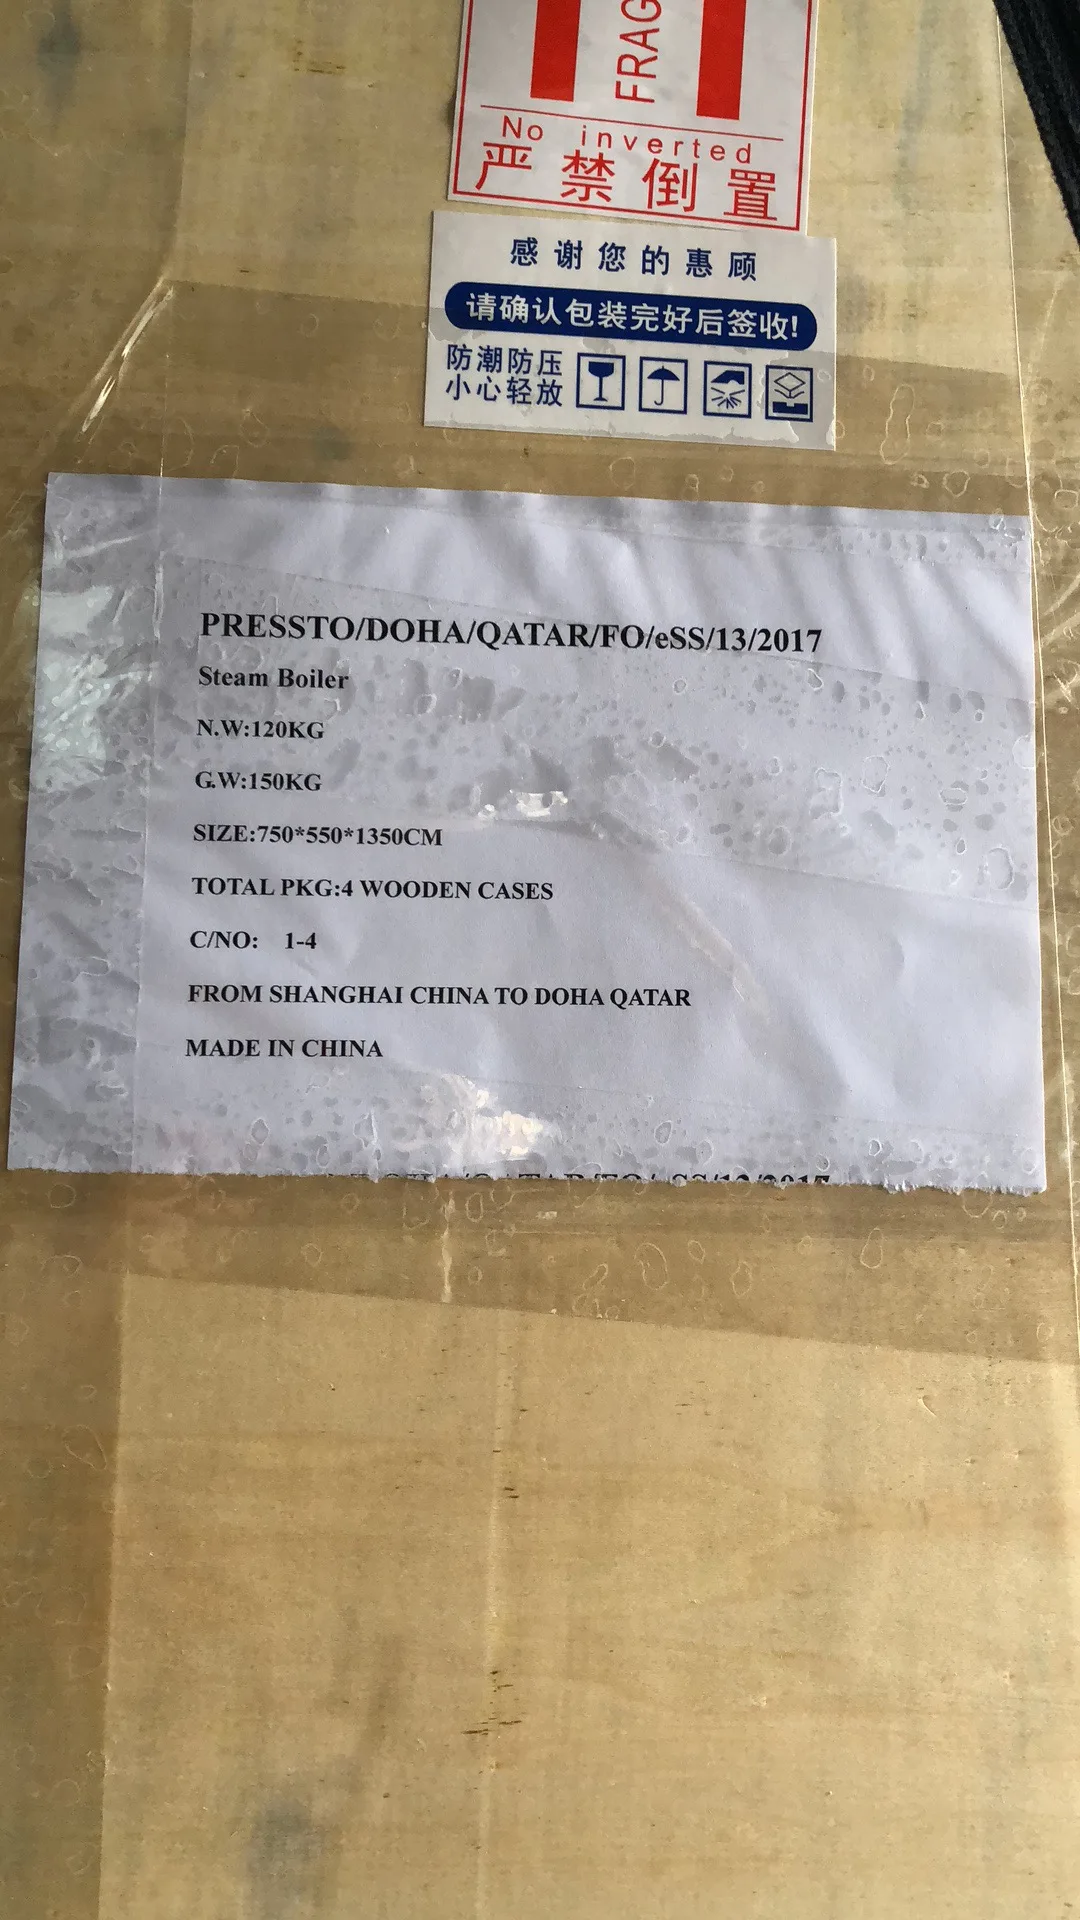 FRAG
No inverted
严禁倒置
感谢您的惠顾
请确认包装完好后签收!
防潮防压
小心轻放
PRESSTO/DOHA/QATAR/FO/eSS/13/2017
Steam Boiler
N.W:120KG
G.W:150KG
SIZE:750*550*1350CM
TOTAL PKG:4 WOODEN CASES
C/NO: 1-4
FROM SHANGHAI CHINA TO DOHA QATAR
MADE IN CHINA